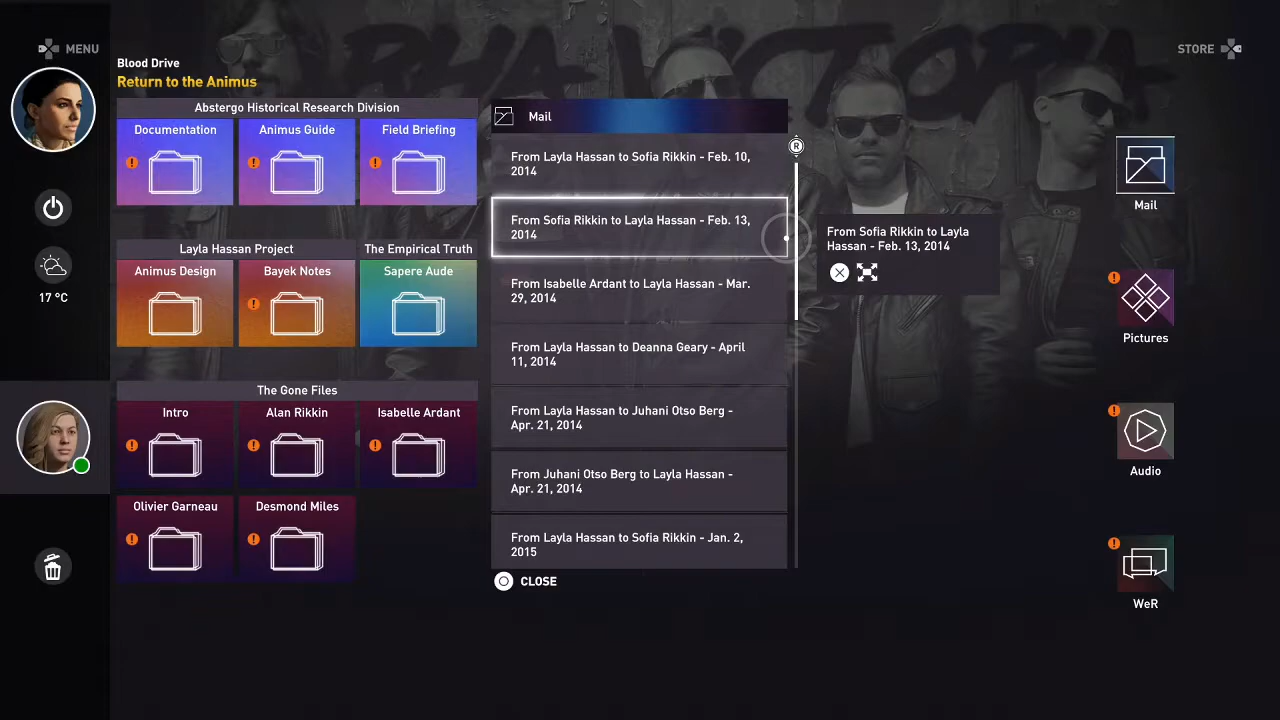 MENU
STORE
Blood Drive
Return to the Animus
Abstergo Historical Research Division
Documentation
Animus Guide
Field Briefing
Layla Hassan Project
The Empirical Truth
Animus Design
Bayek Notes
Sapere Aude
The Gone Files
Intro
Alan Rikkin
Isabelle Ardant
Olivier Garneau
Desmond Miles
17 °C
Mail
From Layla Hassan to Sofia Rikkin - Feb. 10,
2014
From Sofia Rikkin to Layla Hassan - Feb. 13,
2014
From Isabelle Ardant to Layla Hassan - Mar.
29, 2014
From Layla Hassan to Deanna Geary - April
11, 2014
From Layla Hassan to Juhani Otso Berg -
Apr. 21, 2014
From Juhani Otso Berg to Layla Hassan -
Apr. 21, 2014
From Layla Hassan to Sofia Rikkin - Jan. 2,
2015
CLOSE
R
From Sofia Rikkin to Layla
Hassan - Feb. 13, 2014
Mail
Pictures
Audio
WeR